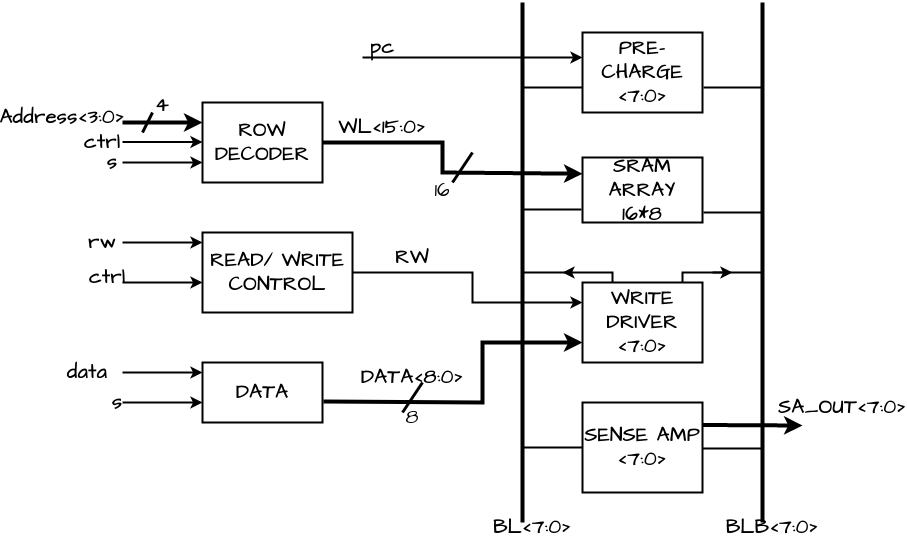 pc
PRE-
CHARGE
<7:0>
Address<3:0>
4
ctrl
s
ROW
DECODER
WL<15:0>
16
SRAM
ARRAY
16*8
rw
ctrl
READ/ WRITE
CONTROL
RW
WRITE
DRIVER
<7:0>
data
s
DATA
DATA<8:0>
8
SENSE AMP
<7:0>
SA_OUT<7:0>
BL<7:0>
BLB<7:0>